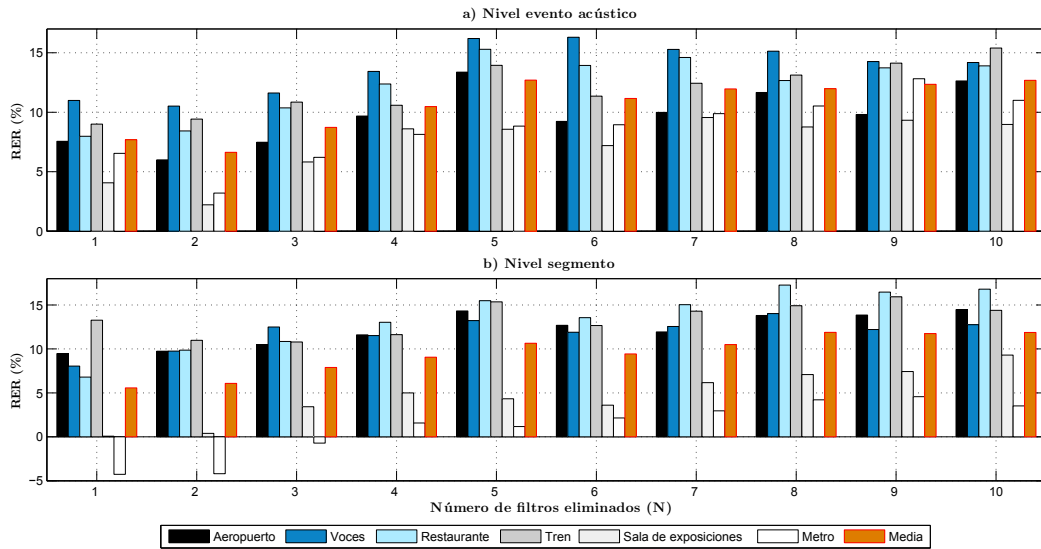 a) Nivel evento acústico
RER (%)
15
10
5
0
1 2 3 4 5 6 7 8 9 10
b) Nivel segmento
RER (%)
15
10
5
0
−5
1 2 3 4 5 6 7 8 9 10
Número de filtros eliminados (N)
Aeropuerto Voces Restaurante Tren Sala de exposiciones Metro Media